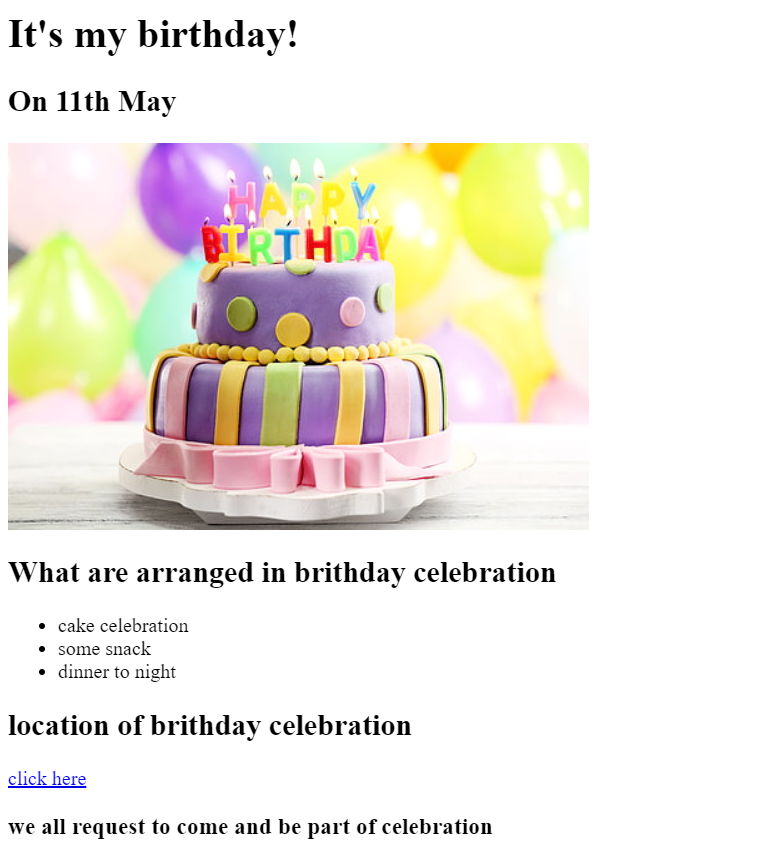 It's my birthday!
On 11th May
HAPPY
BIRTHDAY
What are arranged in brithday celebration
cake celebration
some snack
dinner to night
location of brithday celebration
click here
we all request to come and be part of celebration